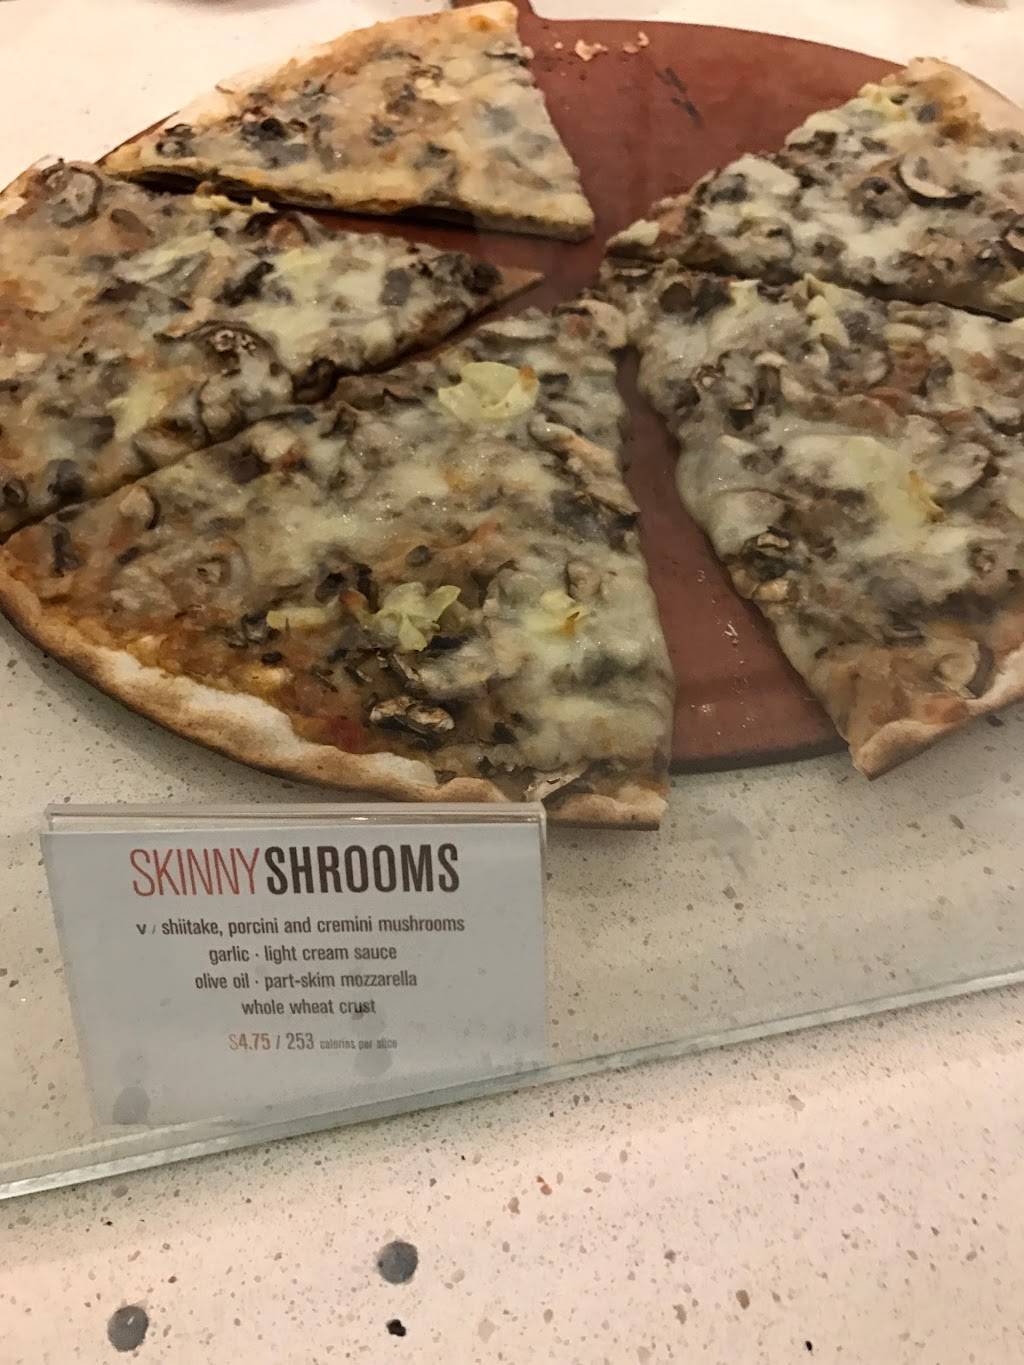 SKINNYSHROOMS
v / shiitake, porcini and cremini mushrooms
garlic · light cream sauce
olive oil · part-skim mozzarella
whole wheat crust
$4.75 / 253 calories per slice